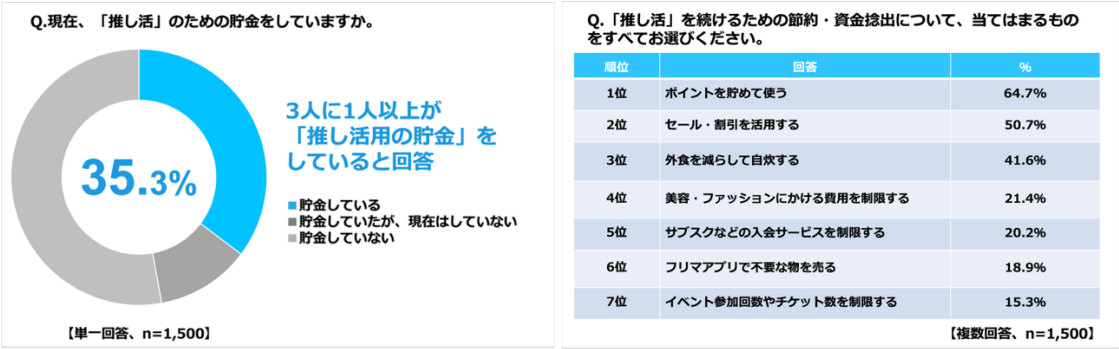 Q.現在、「推し活」のための貯金をしていますか。
35.3%
3人に1人以上が
「推し活用の貯金」を
していると回答
■貯金している
■貯金していたが、現在はしていない
■貯金していない
【単一回答、n=1,500】
Q.「推し活」を続けるための節約・資金捻出について、当てはまるもの
をすべてお選びください。
順位 回答 %
1位 ポイントを貯めて使う 64.7%
2位 セール・割引を活用する 50.7%
3位 外食を減らして自炊する 41.6%
4位 美容・ファッションにかける費用を制限する 21.4%
5位 サブスクなどの入会サービスを制限する 20.2%
6位 フリマアプリで不要な物を売る 18.9%
7位 イベント参加回数やチケット数を制限する 15.3%
【複数回答、n=1,500】